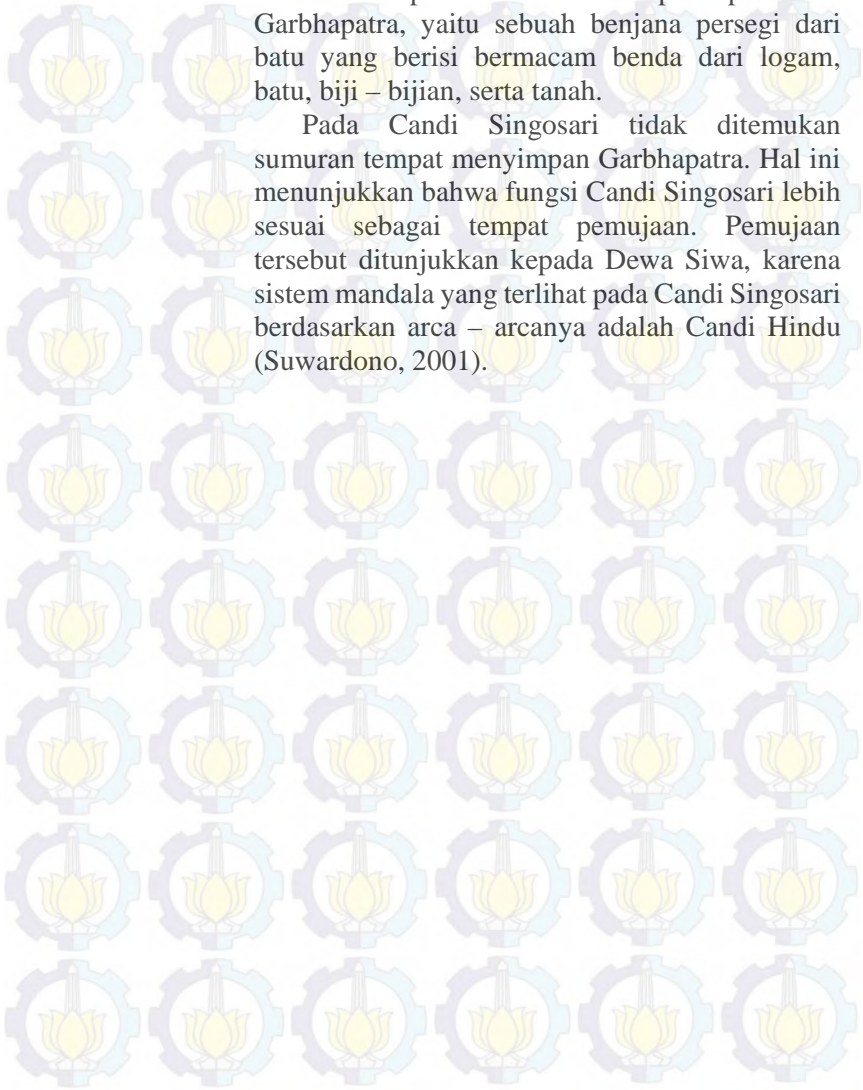 Garbhapatra, yaitu sebuah benjana persegi dari
batu yang berisi bermacam benda dari logam,
batu, biji – bijian, serta tanah.
Pada Candi Singosari tidak ditemukan
sumuran tempat menyimpan Garbhapatra. Hal ini
menunjukkan bahwa fungsi Candi Singosari lebih
sesuai sebagai tempat pemujaan. Pemujaan
tersebut ditunjukkan kepada Dewa Siwa, karena
sistem mandala yang terlihat pada Candi Singosari
berdasarkan arca – arcanya adalah Candi Hindu
(Suwardono, 2001).